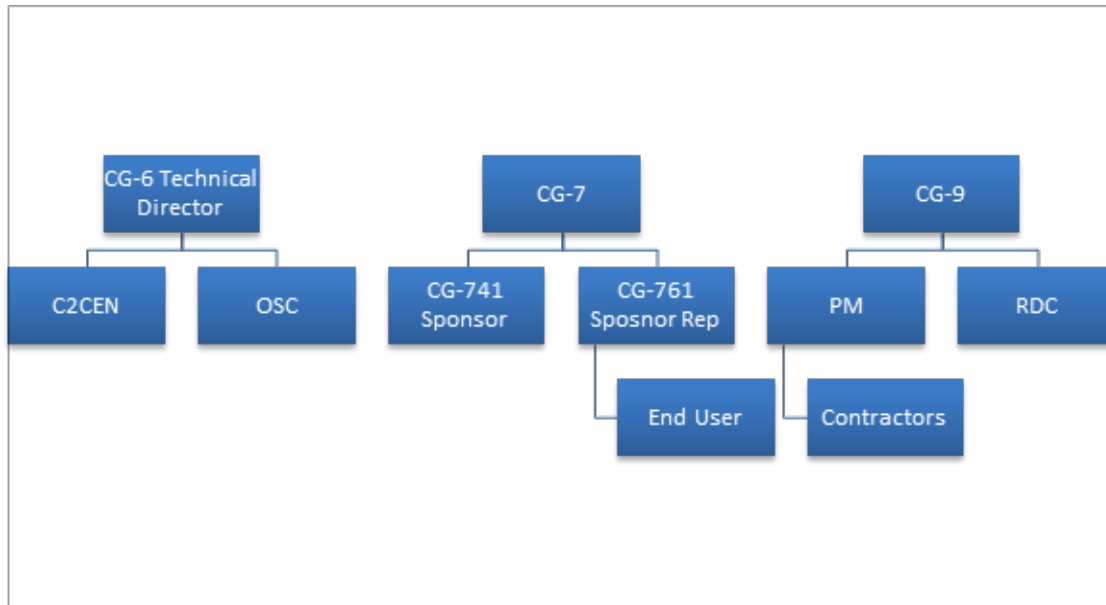 CG-6 Technical
Director
CG-7
CG-9
C2CEN
OSC
CG-741
Sponsor
CG-761
Sposnor Rep
PM
RDC
End User
Contractors